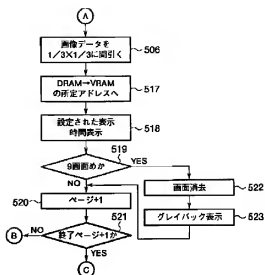 A
画像データを
1/3×1/3に間引く
506
DRAM→VRAM
の所定アドレスへ
517
設定された表示
時間表示
518
519
9画面めか
YES
NO
画面消去
522
520
ページ+1
グレイバック表示
523
521
終了ページ+1か
NO
B
YES
C